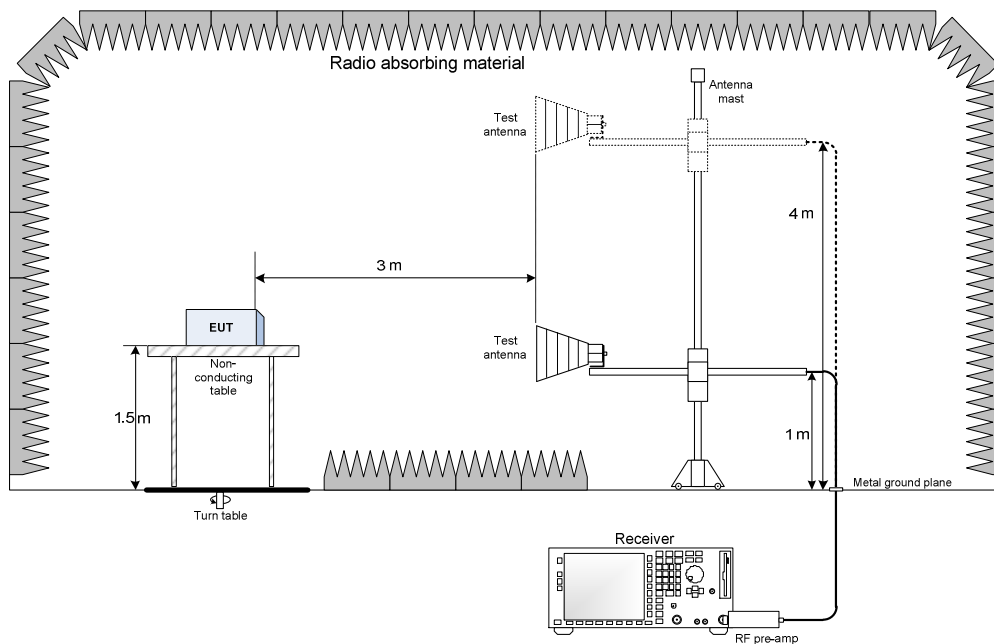 Radio absorbing material
Antenna
mast
Test
antenna
4 m
3 m
EUT
Test
antenna
Non-
conducting
table
1.5 m
1 m
Metal ground plane
Turn table
Receiver
RF pre-amp